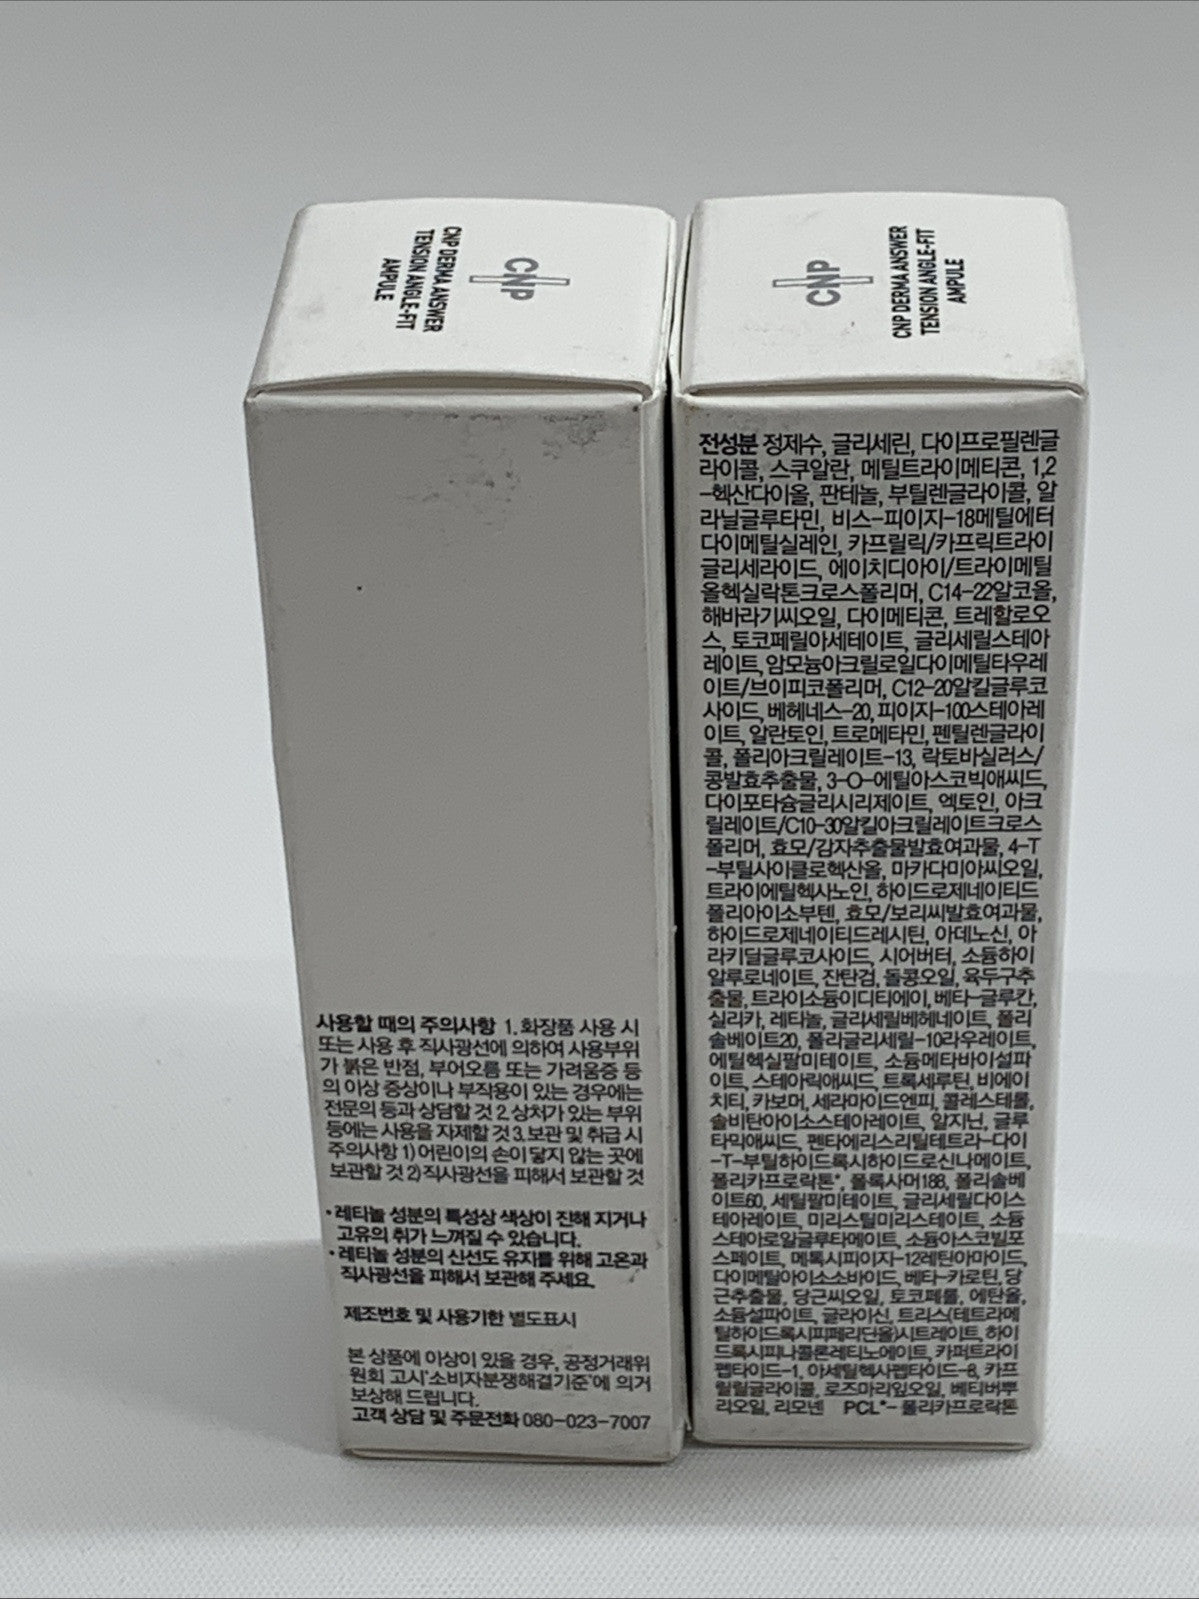 CNP
CNP DERMA ANSWER
TENSION ANGLE-FIT
AMPULE
사용할 때의 주의사항 1. 화장품 사용 시
또는 사용 후 직사광선에 의하여 사용부위
가 붉은 반점, 부어오름 또는 가려움증 등
의 이상 증상이나 부작용이 있는 경우에는
전문의 등과 상담할 것 2. 상처가 있는 부위
등에는 사용을 자제할 것 3. 보관 및 취급 시
주의사항 1) 어린이의 손이 닿지 않는 곳에
보관할 것 2) 직사광선을 피해서 보관할 것
• 레티놀 성분의 특성상 색상이 진해 지거나
고유의 취가 느껴질 수 있습니다.
• 레티놀 성분의 신선도 유지를 위해 고온과
직사광선을 피해서 보관해 주세요.
제조번호 및 사용기한 별도표시
본 상품에 이상이 있을 경우, 공정거래위
원회 고시'소비자분쟁해결기준'에 의거
보상해 드립니다.
고객 상담 및 주문전화 080-023-7007
CNP
CNP DERMA ANSWER
TENSION ANGLE-FIT
AMPULE
전성분 정제수, 글리세린, 다이프로필렌글
라이콜, 스쿠알란, 메틸트라이메티콘, 1,2
-헥산다이올, 판테놀, 부틸렌글라이콜, 알
라닐글루타민, 비스-피이지-18메틸에터
다이메틸실레인, 카프릴릭/카프릭트라이
글리세라이드, 에이치디아이/트라이메틸
올헥실락톤크로스폴리머, C14-22알코올,
해바라기씨오일, 다이메티콘, 트레할로오
스, 토코페릴아세테이트, 글리세릴스테아
레이트, 암모늄아크릴로일다이메틸타우레
이트/브이피코폴리머, C12-20알킬글루코
사이드, 베헤네스-20, 피이지-100스테아레
이트, 알란토인, 트로메타민, 펜틸렌글라이
콜, 폴리아크릴레이트-13, 락토바실러스/
콩발효추출물, 3-O-에틸아스코빅애씨드,
다이포타슘글리시리제이트, 엑토인, 아크
릴레이트/C10-30알킬아크릴레이트크로스
폴리머, 효모/감자추출물발효여과물, 4-T
-부틸사이클로헥산올, 마카다미아씨오일,
트라이에틸헥사노인, 하이드로제네이티드
폴리아이소부텐, 효모/보리씨발효여과물,
하이드로제네이티드레시틴, 아데노신, 아
라키딜글루코사이드, 시어버터, 소듐하이
알루로네이트, 잔탄검, 돌콩오일, 육두구추
출물, 트라이소듐이디티에이, 베타-글루칸,
실리카, 레티놀, 글리세릴베헤네이트, 폴리
솔베이트20, 폴리글리세릴-10라우레이트,
에틸헥실팔미테이트, 소듐메타바이설파
이트, 스테아릭애씨드, 트록세루틴, 비에이
치티, 카보머, 세라마이드엔피, 콜레스테롤,
솔비탄아이소스테아레이트, 알지닌, 글루
타믹애씨드, 펜타에리스리틸테트라-다이
-T-부틸하이드록시하이드로신나메이트,
폴리카프로락톤*, 폴록사머188, 폴리솔베
이트60, 세틸팔미테이트, 글리세릴다이스
테아레이트, 미리스틸미리스테이트, 소듐
스테아로일글루타메이트, 소듐아스코빌포
스페이트, 메톡시피이지-12레틴아마이드,
다이메틸아이소소바이드, 베타-카로틴, 당
근추출물, 당근씨오일, 토코페롤, 에탄올,
소듐설파이트, 글라이신, 트리스(테트라메
틸하이드록시피페리딘올)시트레이트, 하이
드록시피나콜론레티노에이트, 카퍼트라이
펩타이드-1, 아세틸헥사펩타이드-8, 카프
릴릴글라이콜, 로즈마리잎오일, 베티버뿌
리오일, 리모넨 PCL*-폴리카프로락톤